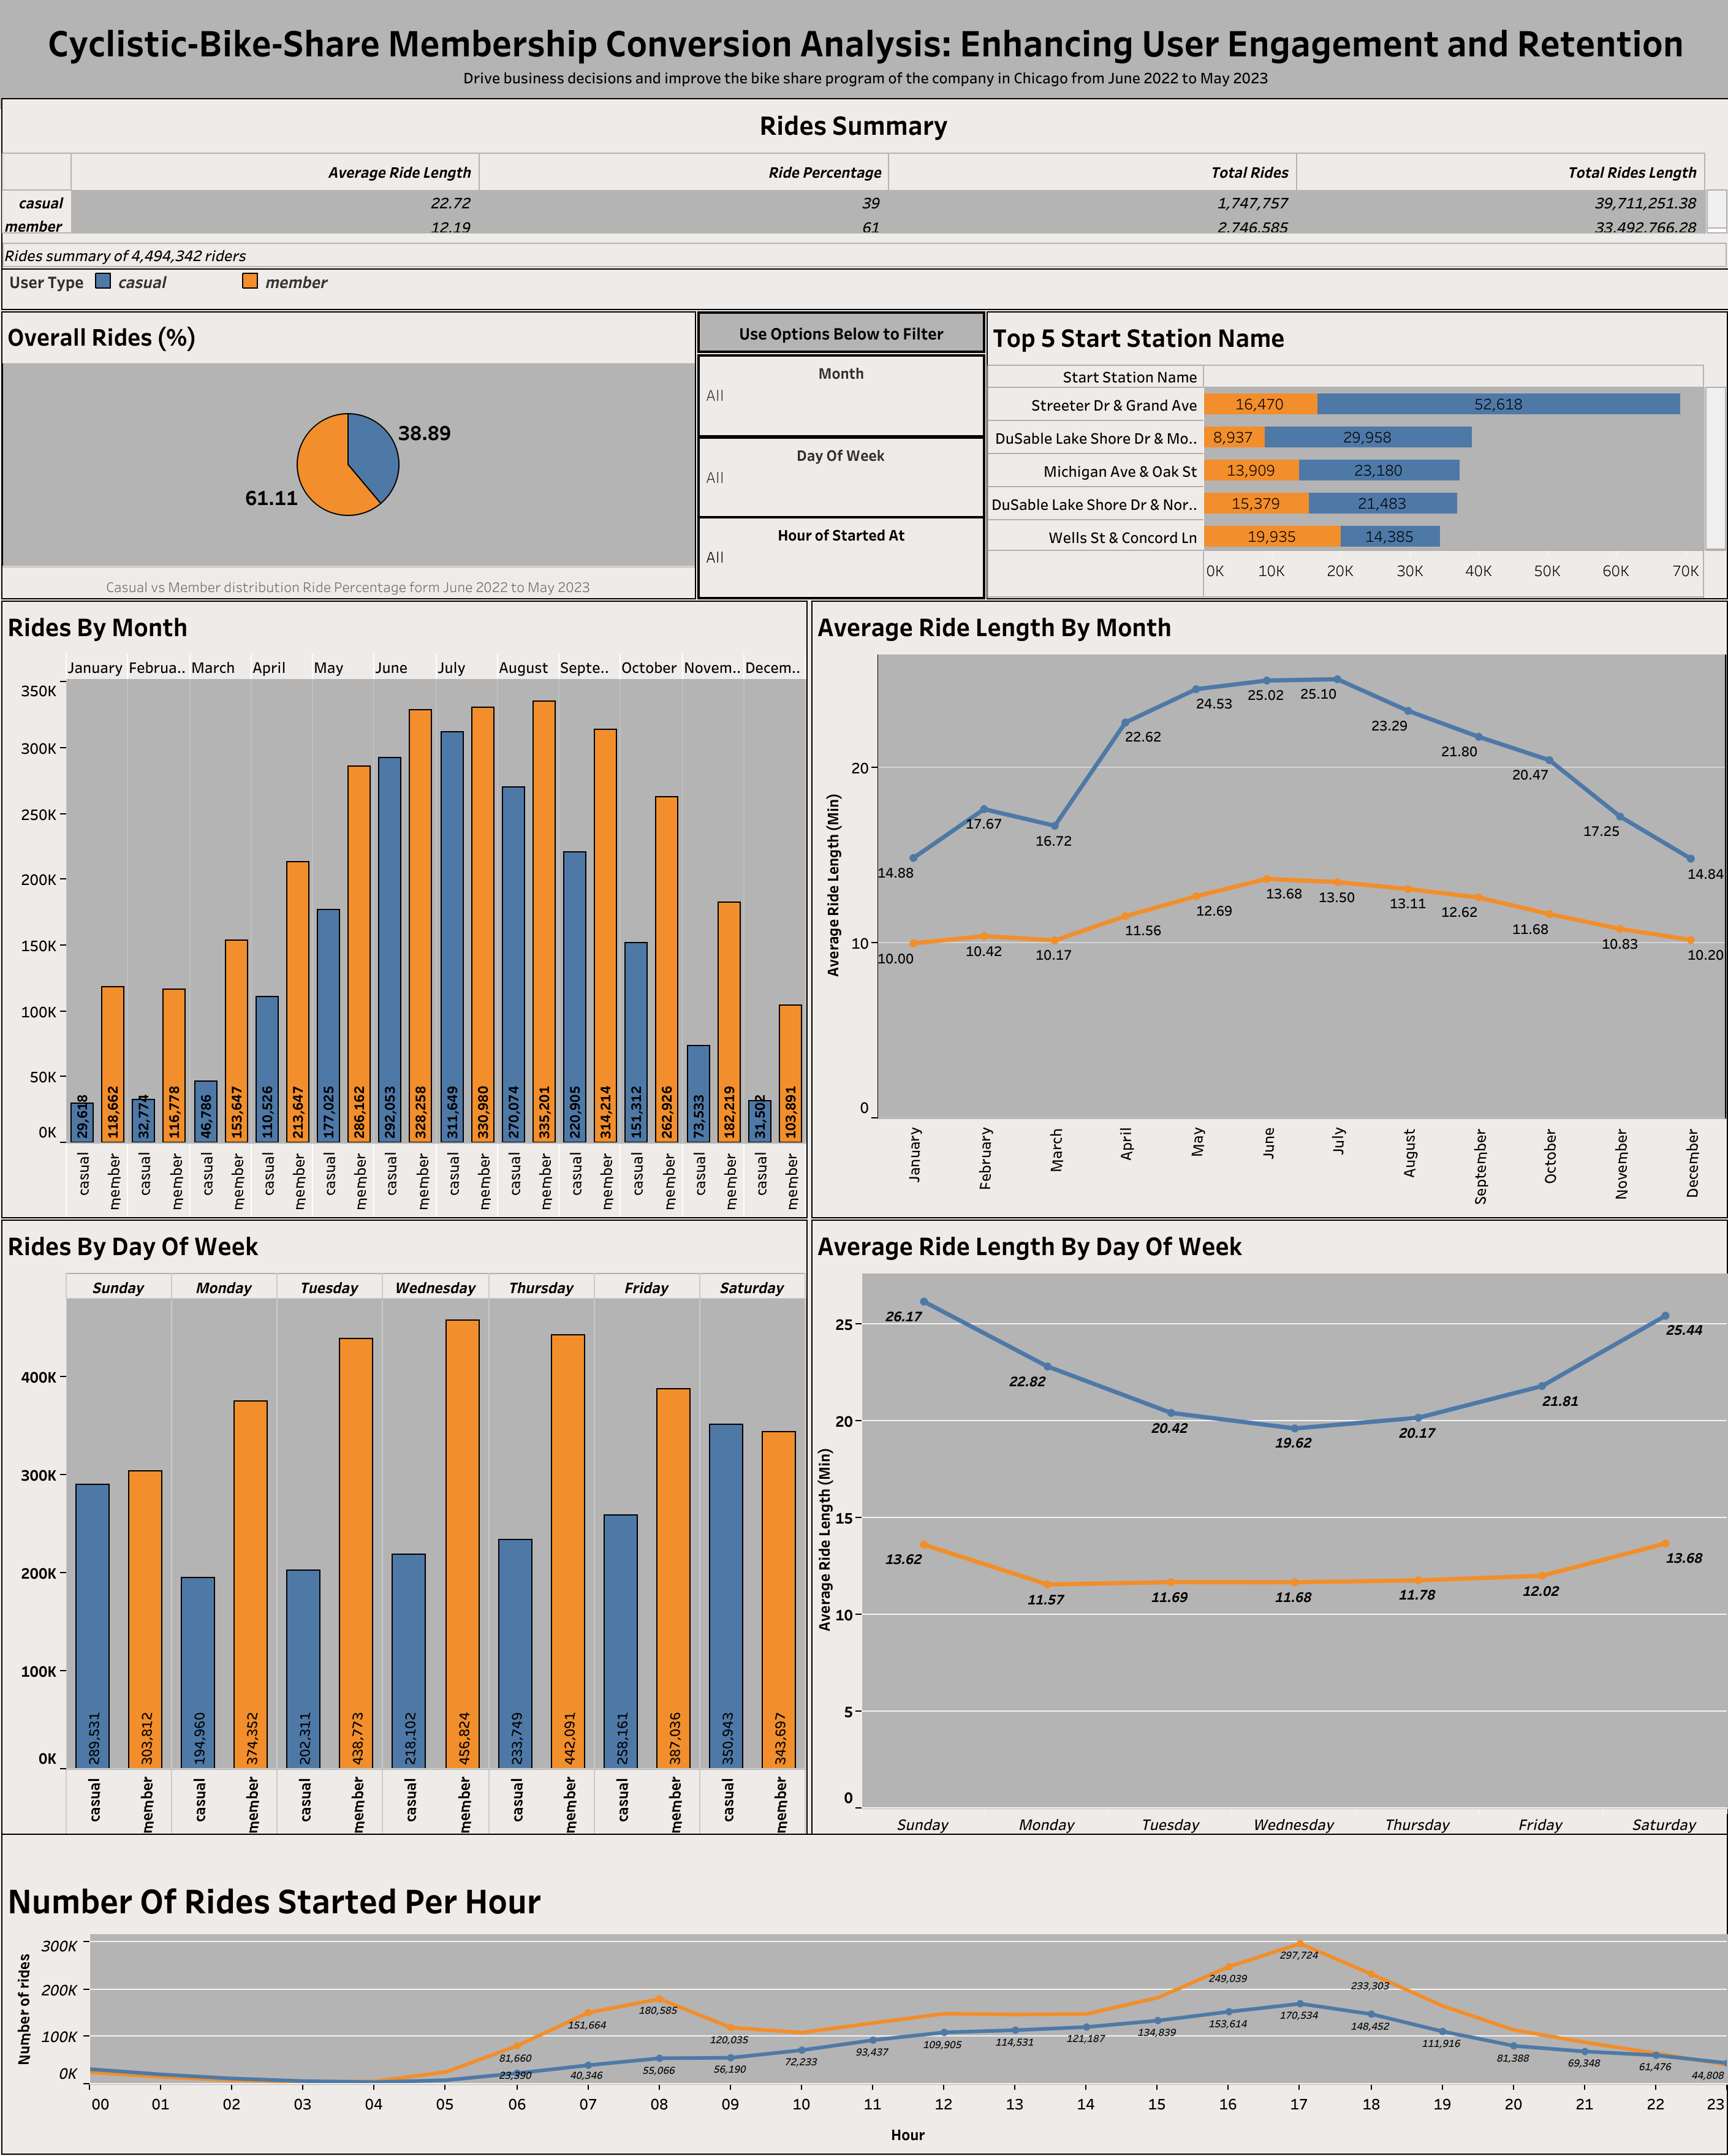 Cyclistic-Bike-Share Membership Conversion Analysis: Enhancing User Engagement and Retention
Drive business decisions and improve the bike share program of the company in Chicago from June 2022 to May 2023
Rides Summary
Average Ride Length Ride Percentage Total Rides Total Rides Length
casual 22.72 39 1,747,757 39,711,251.38
member 12.19 61 2,746,585 33,492,766.28
Rides summary of 4,494,342 riders
User Type casual member
Overall Rides (%)
38.89
61.11
Casual vs Member distribution Ride Percentage form June 2022 to May 2023
Use Options Below to Filter
Month
All
Day Of Week
All
Hour of Started At
All
Top 5 Start Station Name
Start Station Name
Streeter Dr & Grand Ave 16,470 52,618
DuSable Lake Shore Dr & Mo.. 8,937 29,958
Michigan Ave & Oak St 13,909 23,180
DuSable Lake Shore Dr & Nor.. 15,379 21,483
Wells St & Concord Ln 19,935 14,385
0K 10K 20K 30K 40K 50K 60K 70K
Rides By Month
January Februa.. March April May June July August Septe.. October Novem.. Decem..
350K
300K
250K
200K
150K
100K
50K
0K
29,618 118,662 32,774 116,778 46,786 153,647 110,526 213,647 177,025 286,162 292,053 328,258 311,649 330,980 270,074 335,201 220,905 314,214 151,312 262,926 73,533 182,219 31,502 103,891
casual member casual member casual member casual member casual member casual member casual member casual member casual member casual member casual member casual member
Average Ride Length By Month
Average Ride Length (Min)
20
10
0
14.88 17.67 16.72 22.62 24.53 25.02 25.10 23.29 21.80 20.47 17.25 14.84
10.00 10.42 10.17 11.56 12.69 13.68 13.50 13.11 12.62 11.68 10.83 10.20
January February March April May June July August September October November December
Rides By Day Of Week
Sunday Monday Tuesday Wednesday Thursday Friday Saturday
400K
300K
200K
100K
0K
289,531 303,812 194,960 374,352 202,311 438,773 218,102 456,824 233,749 442,091 258,161 387,036 350,943 343,697
casual member casual member casual member casual member casual member casual member casual member
Average Ride Length By Day Of Week
Average Ride Length (Min)
25
20
15
10
5
0
26.17 22.82 20.42 19.62 20.17 21.81 25.44
13.62 11.57 11.69 11.68 11.78 12.02 13.68
Sunday Monday Tuesday Wednesday Thursday Friday Saturday
Number Of Rides Started Per Hour
Number of rides
300K
200K
100K
0K
81,660 151,664 180,585 120,035 249,039 297,724 233,303
23,390 40,346 55,066 56,190 72,233 93,437 109,905 114,531 121,187 134,839 153,614 170,534 148,452 111,916 81,388 69,348 61,476 44,808
00 01 02 03 04 05 06 07 08 09 10 11 12 13 14 15 16 17 18 19 20 21 22 23
Hour